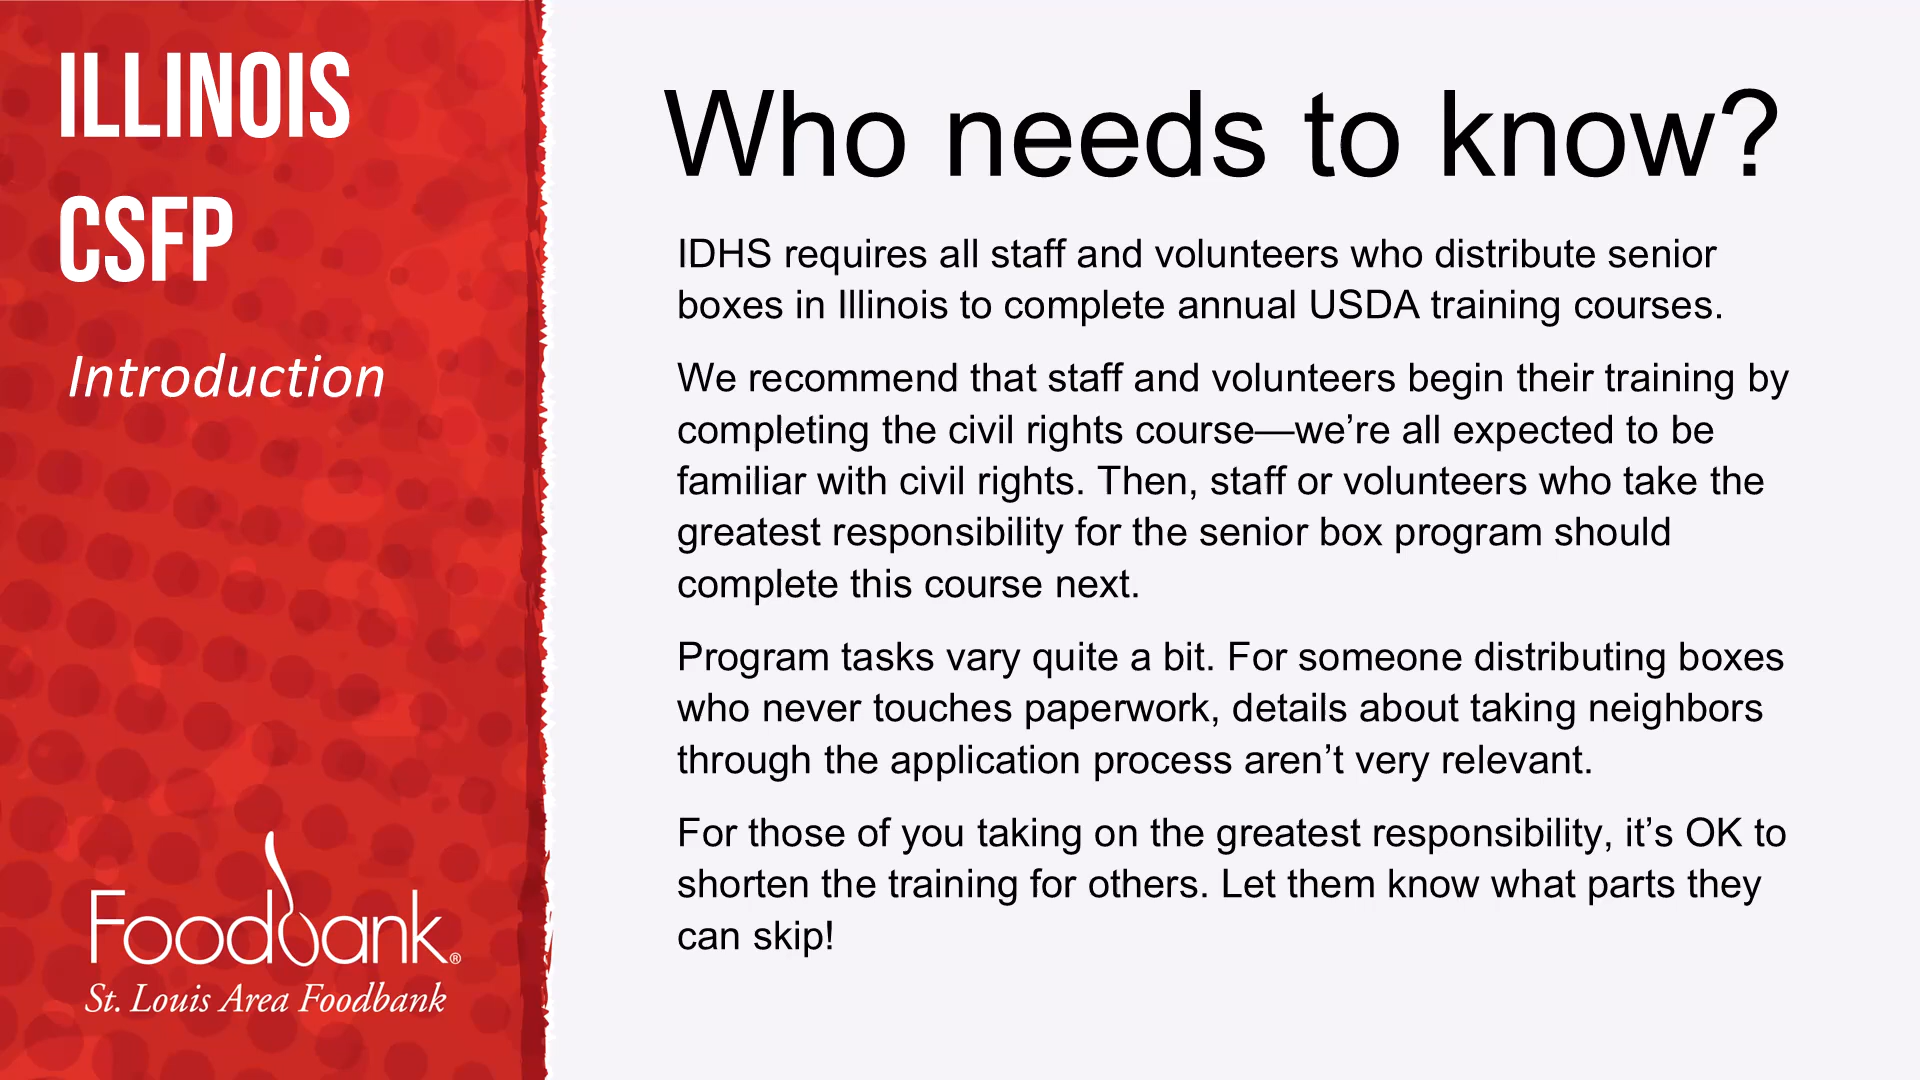 ILLINOIS
CSFP
Introduction
Foodbank®
St. Louis Area Foodbank
Who needs to know?
IDHS requires all staff and volunteers who distribute senior
boxes in Illinois to complete annual USDA training courses.
We recommend that staff and volunteers begin their training by
completing the civil rights course—we’re all expected to be
familiar with civil rights. Then, staff or volunteers who take the
greatest responsibility for the senior box program should
complete this course next.
Program tasks vary quite a bit. For someone distributing boxes
who never touches paperwork, details about taking neighbors
through the application process aren’t very relevant.
For those of you taking on the greatest responsibility, it’s OK to
shorten the training for others. Let them know what parts they
can skip!